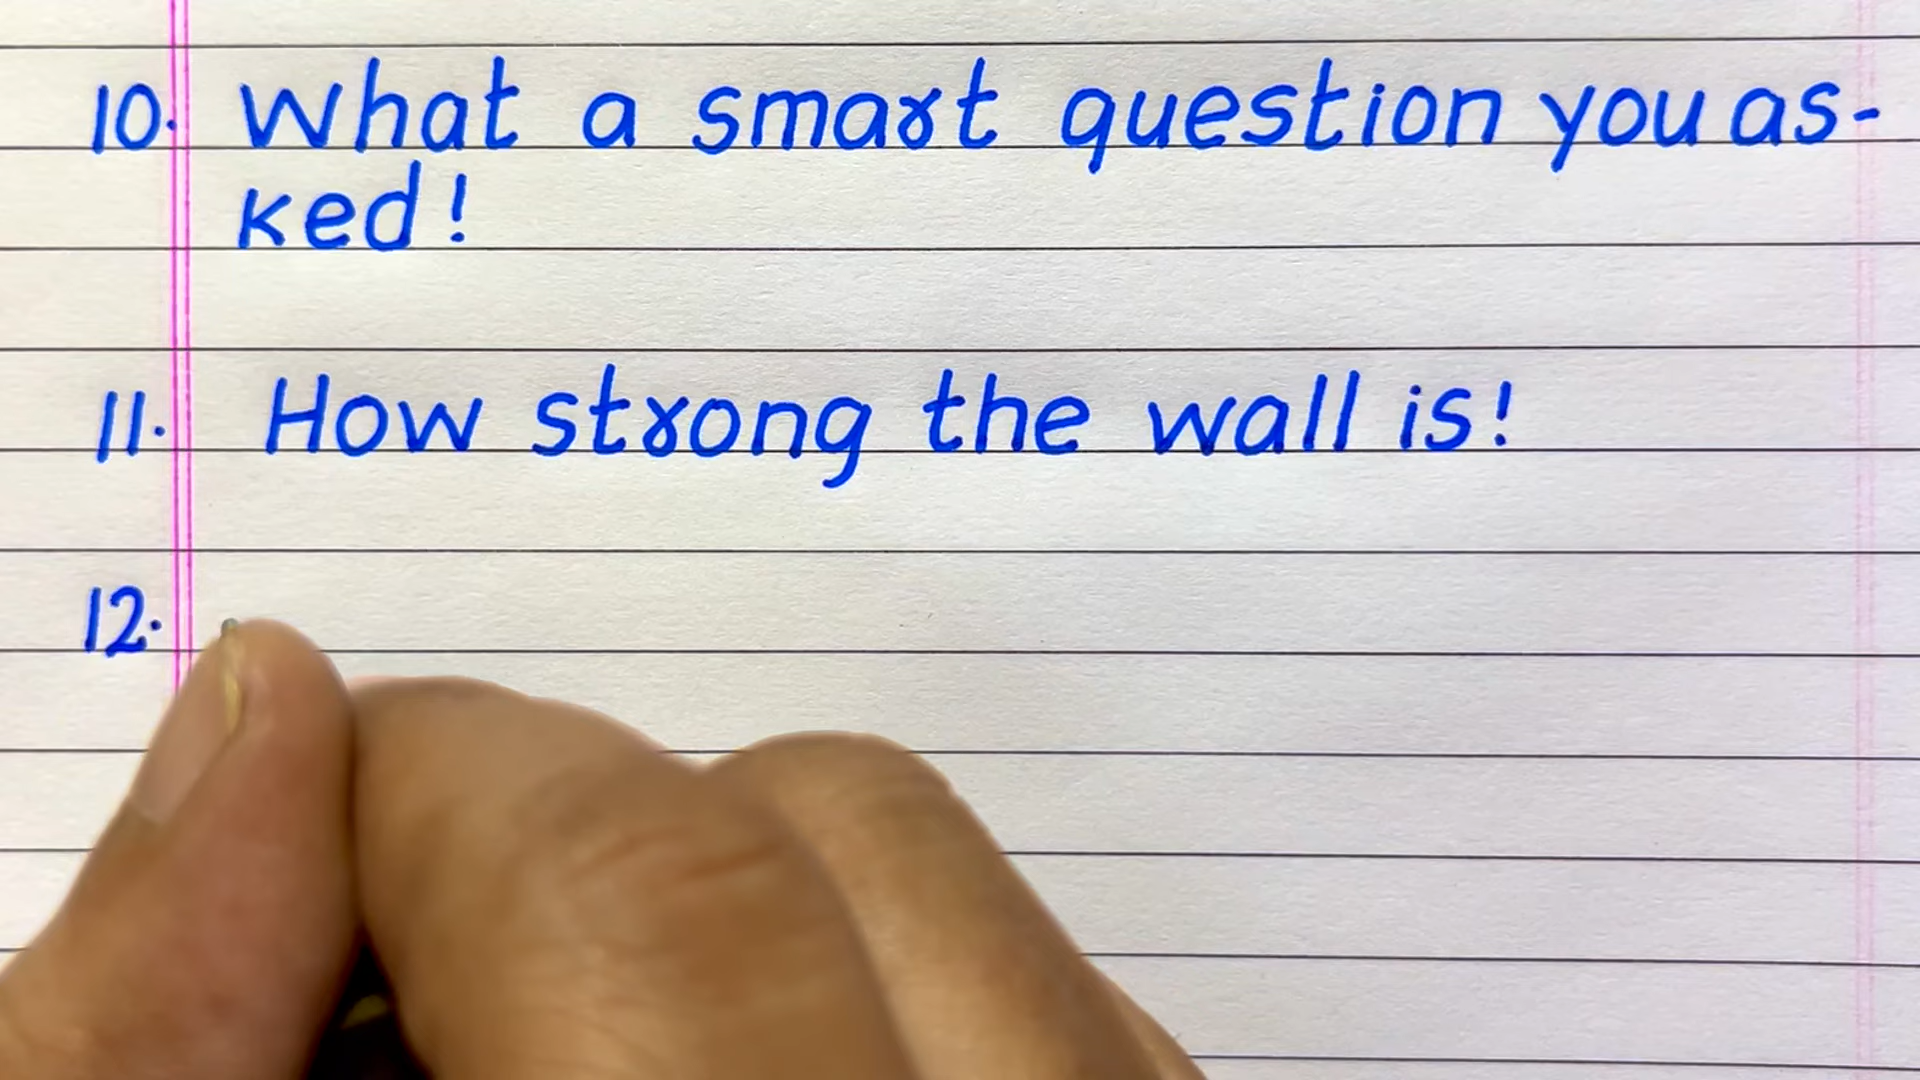 10. What a smart question you as-
ked!
11. How strong the wall is!
12.